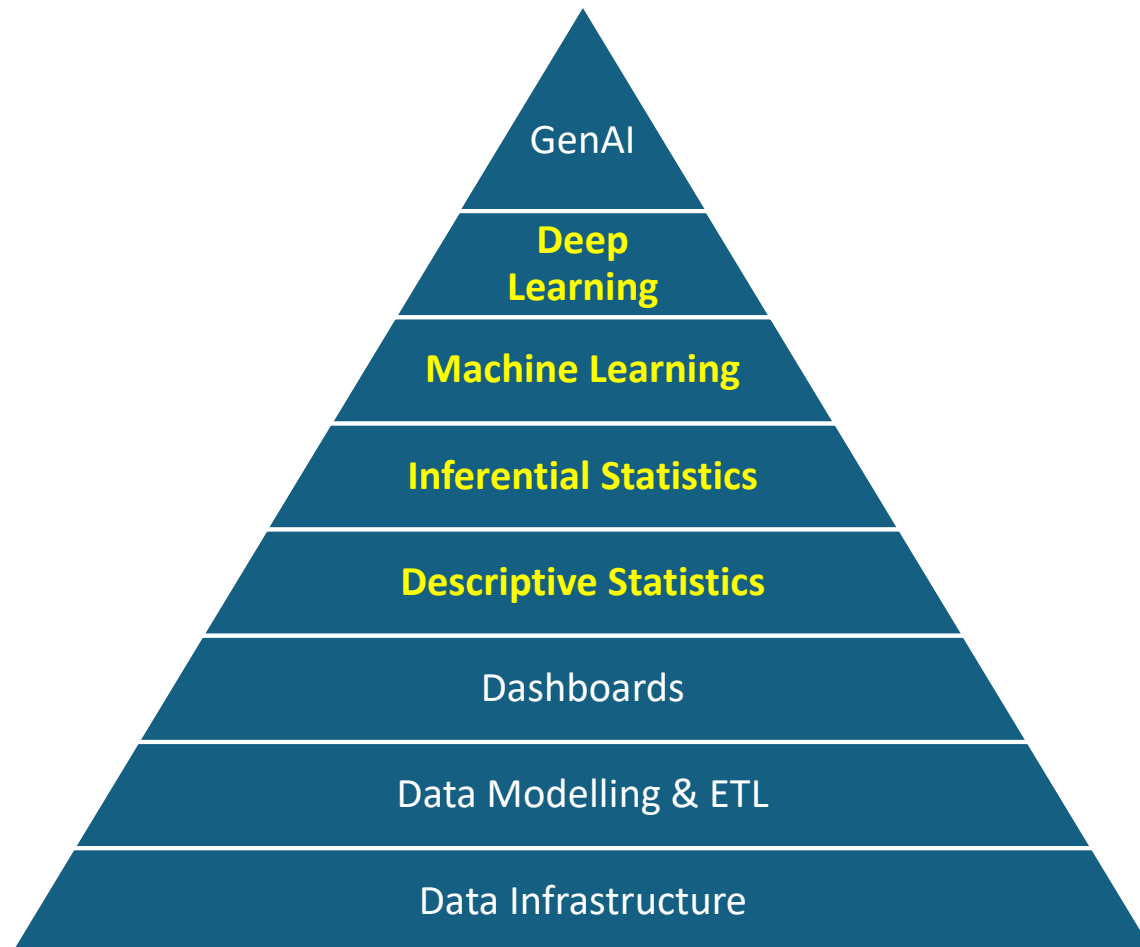 GenAI
Deep
Learning
Machine Learning
Inferential Statistics
Descriptive Statistics
Dashboards
Data Modelling & ETL
Data Infrastructure